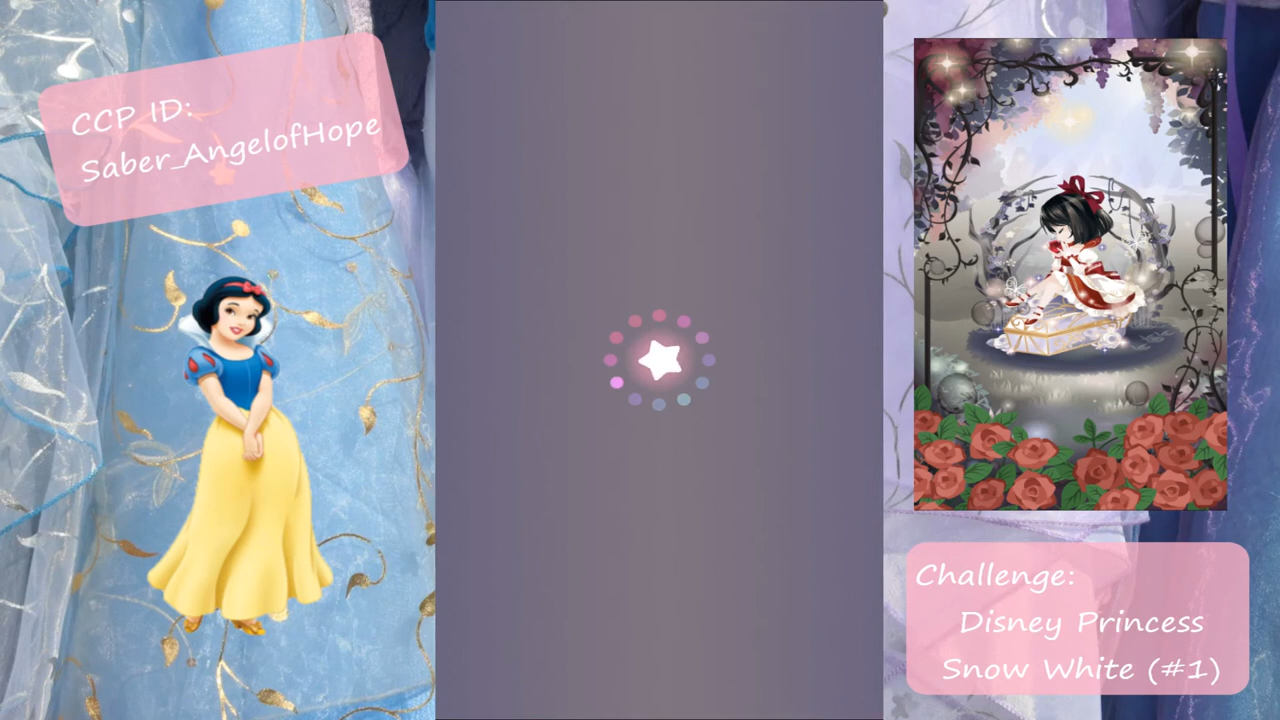 CCP ID:
Saber_AngelofHope
Challenge:
Disney Princess
Snow White (#1)